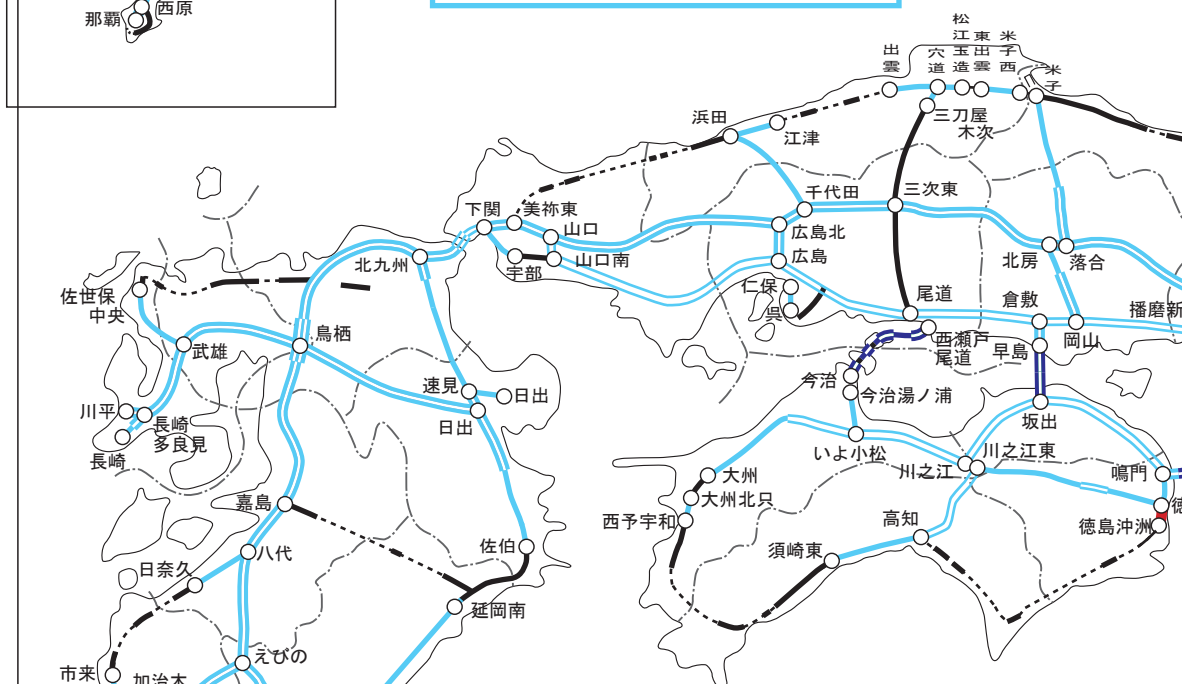 西原
那覇
松江玉造
東出雲
米子西
出雲
宍道
米子
三刀屋
木次
浜田
江津
千代田
三次東
下関
美祢東
山口
広島北
北九州
宇部
山口南
広島
北房
落合
佐世保
中央
仁保
呉
尾道
倉敷
播磨新
鳥栖
西瀬戸
尾道
早島
岡山
武雄
今治
速見
日出
今治湯ノ浦
川平
長崎
多良見
日出
坂出
長崎
いよ小松
川之江東
川之江
大州
鳴門
大州北只
嘉島
西予宇和
高知
徳島沖洲
八代
佐伯
須崎東
日奈久
延岡南
えびの
市来
加治木